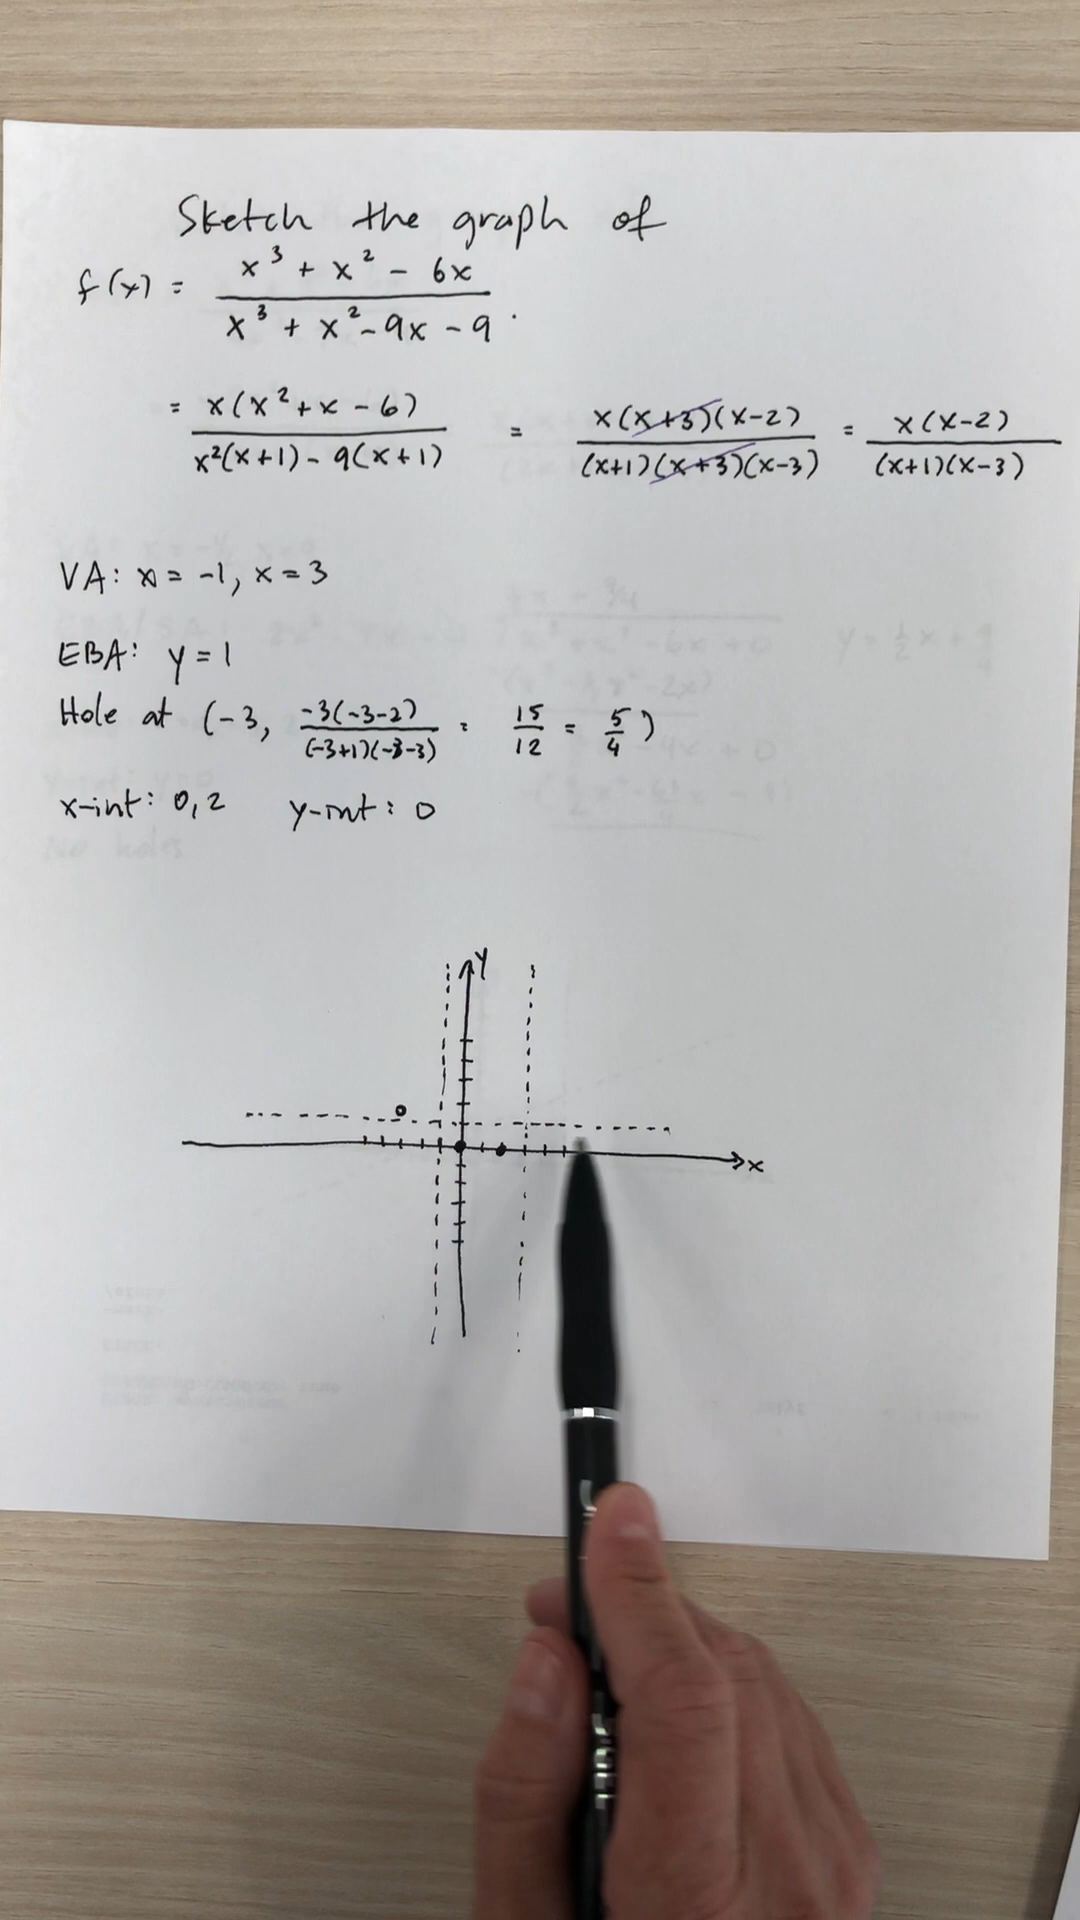 Sketch the graph of
f(x) = (x³ + x² - 6x)/(x³ + x² - 9x - 9).
= x(x² + x - 6)/(x²(x+1) - 9(x+1)) = x(x+3)(x-2)/((x+1)(x+3)(x-3)) = x(x-2)/((x+1)(x-3))
VA: x = -1, x = 3
EBA: y = 1
Hole at (-3, -3(-3-2)/((-3+1)(-3-3)) = 15/12 = 5/4)
x-int: 0, 2 y-int: 0
y
x